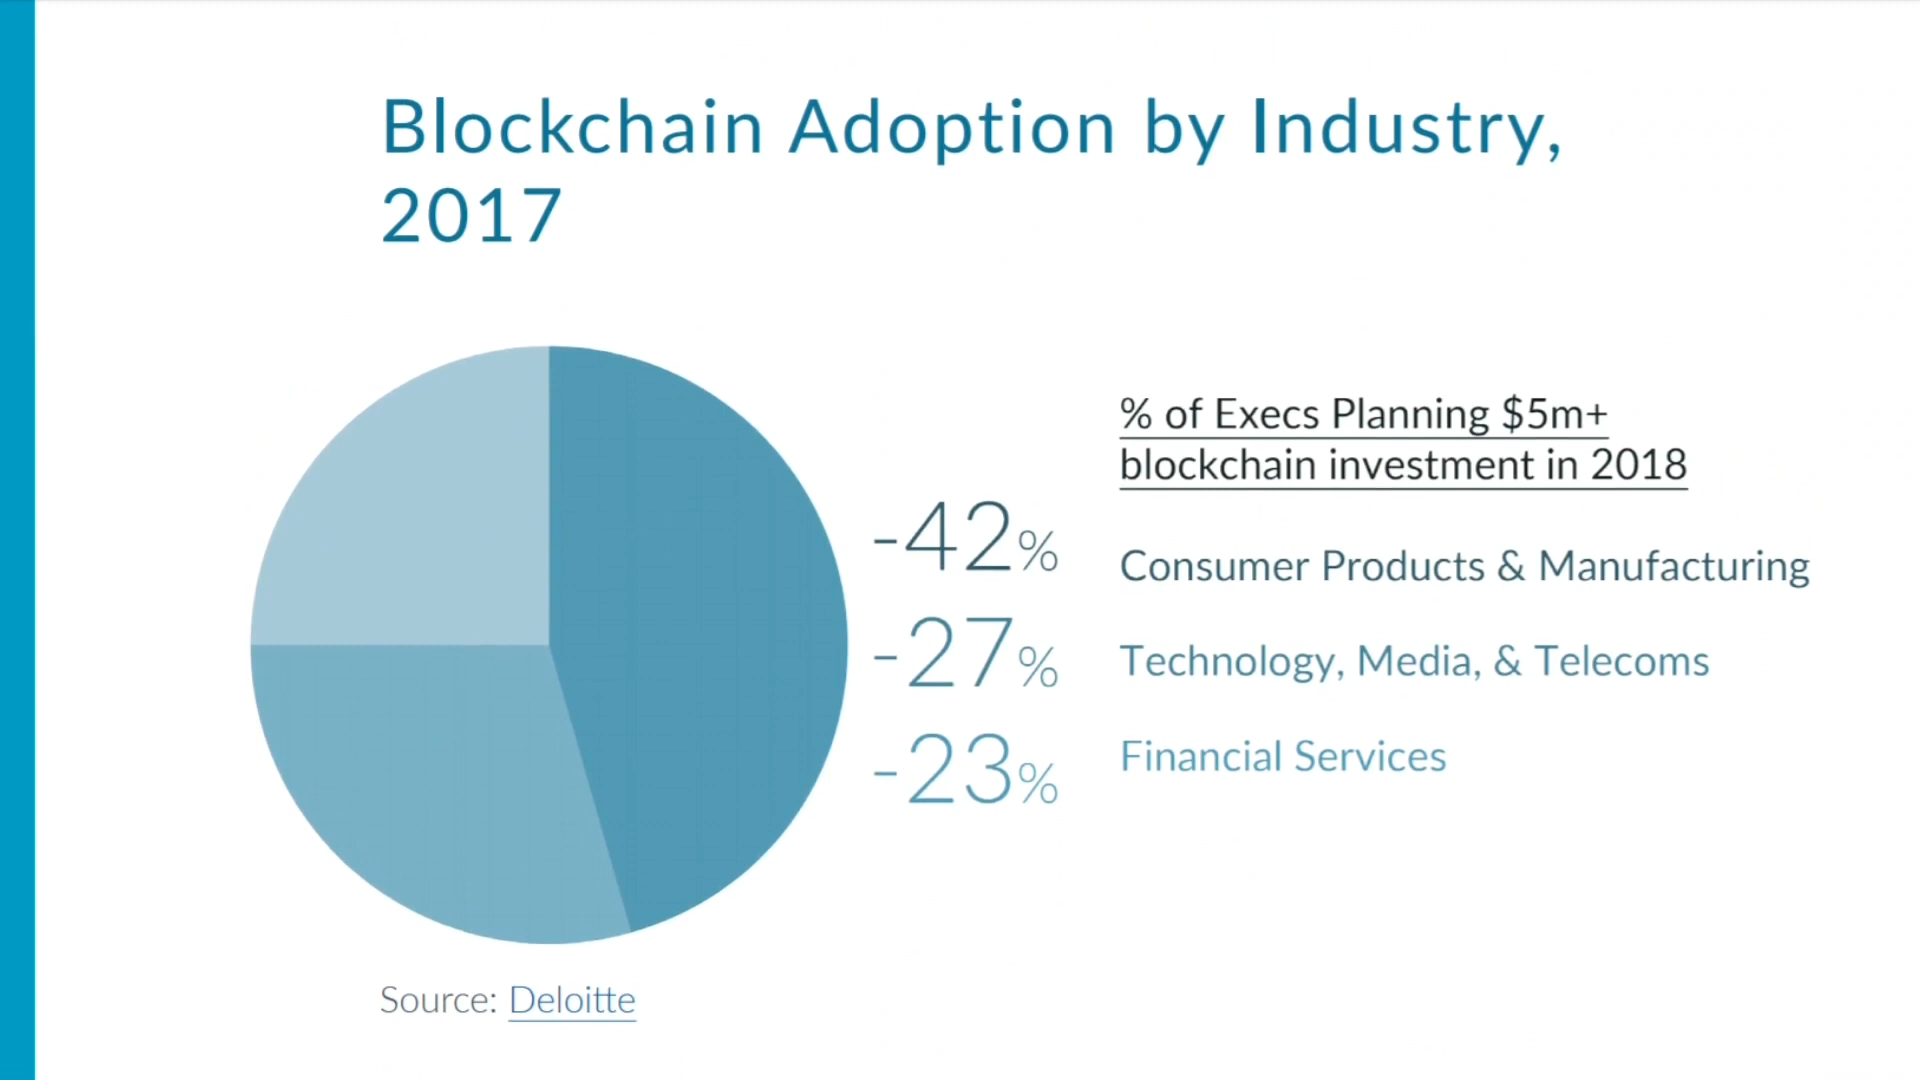 Blockchain Adoption by Industry,
2017
% of Execs Planning $5m+
blockchain investment in 2018
-42% Consumer Products & Manufacturing
-27% Technology, Media, & Telecoms
-23% Financial Services
Source: Deloitte